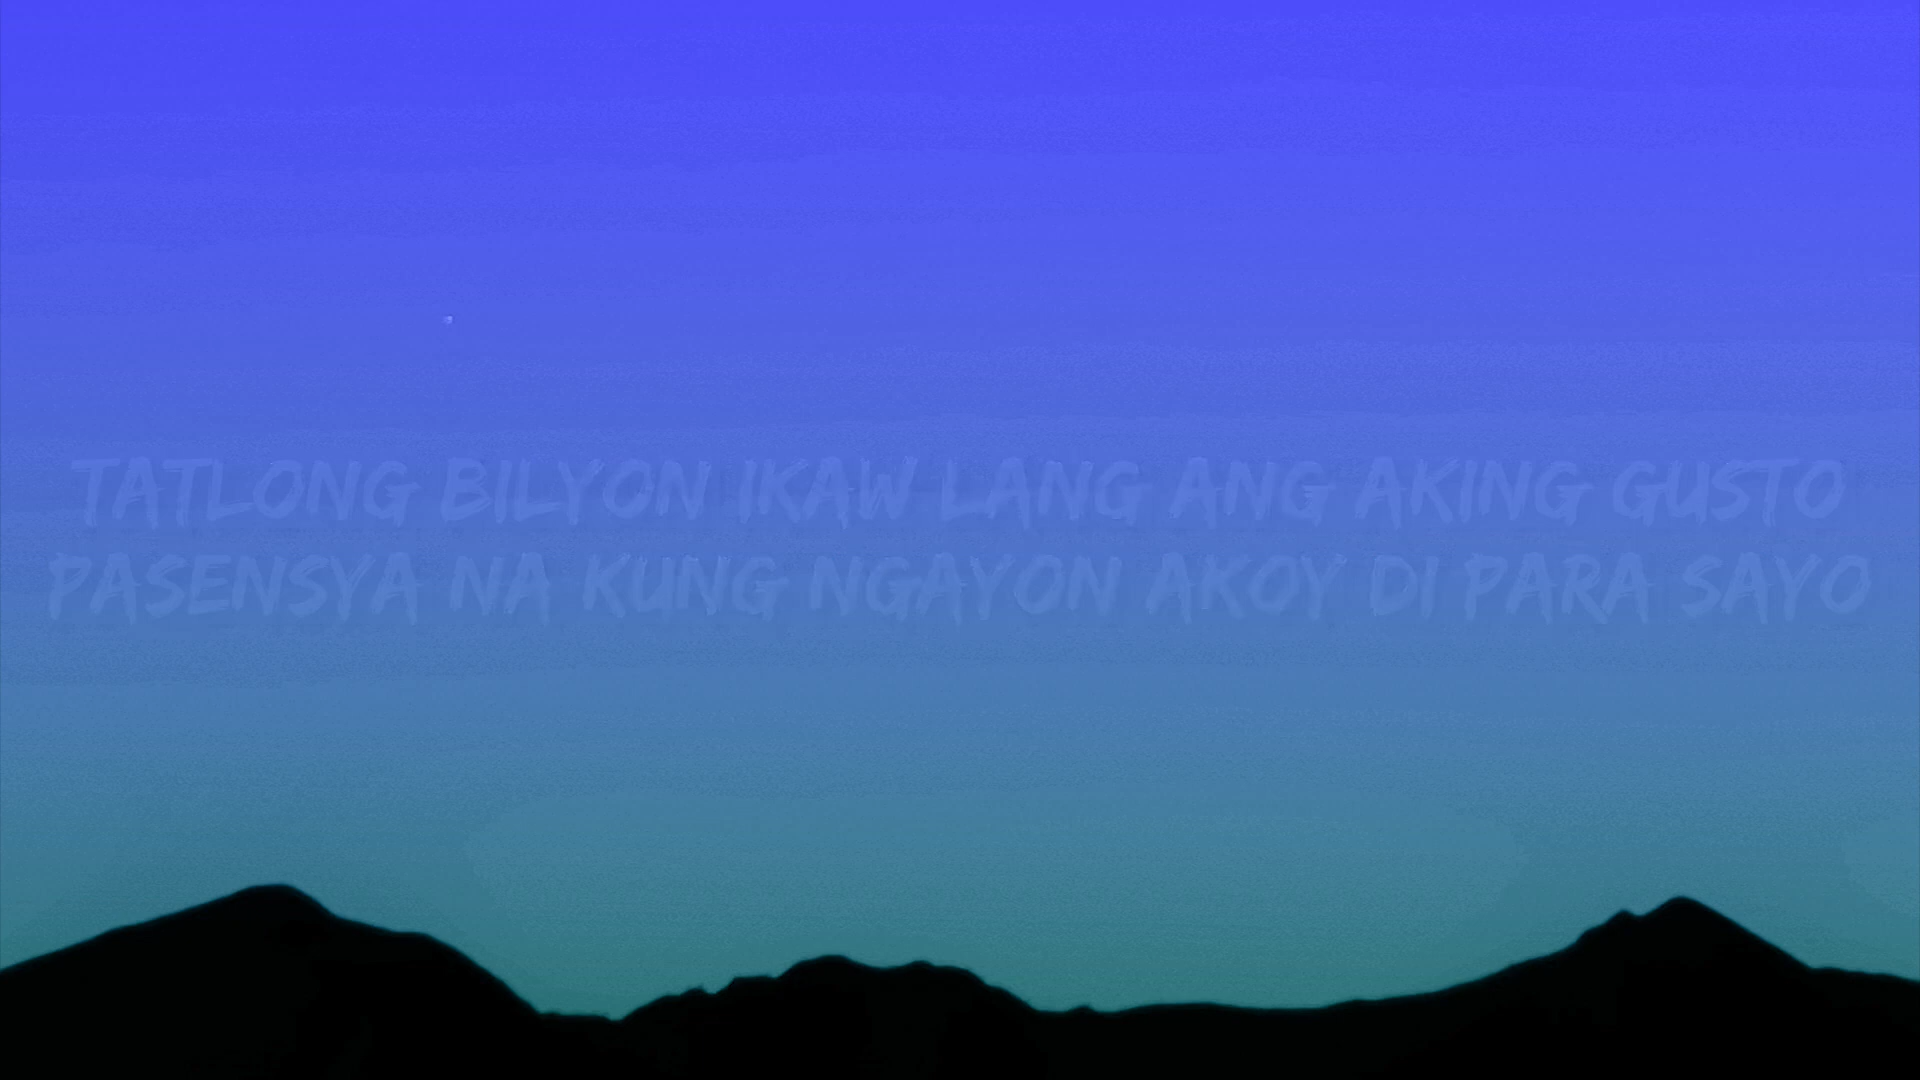 TATLONG BILYON IKAW LANG ANG AKING GUSTO
PASENSYA NA KUNG NGAYON AKOY DI PARA SAYO